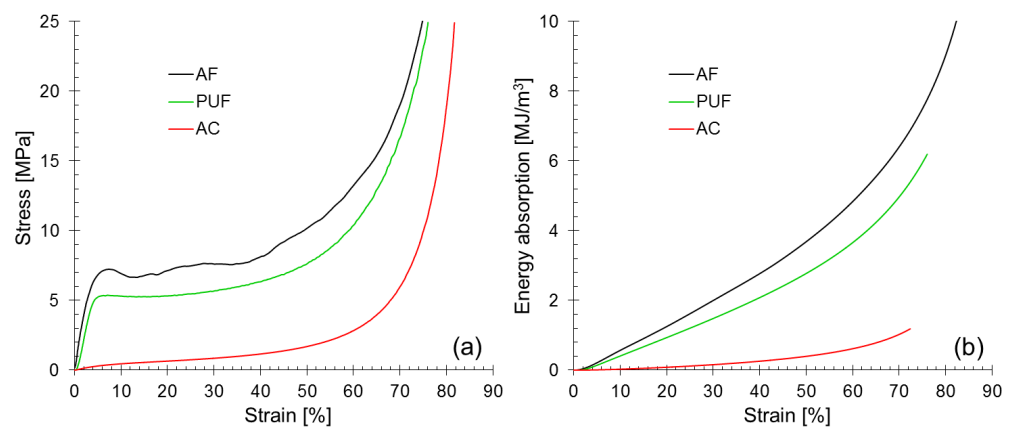 25
20
15
10
5
0
Stress [MPa]
AF
PUF
AC
(a)
0 10 20 30 40 50 60 70 80 90
Strain [%]
10
8
6
4
2
0
Energy absorption [MJ/m³]
AF
PUF
AC
(b)
0 10 20 30 40 50 60 70 80 90
Strain [%]